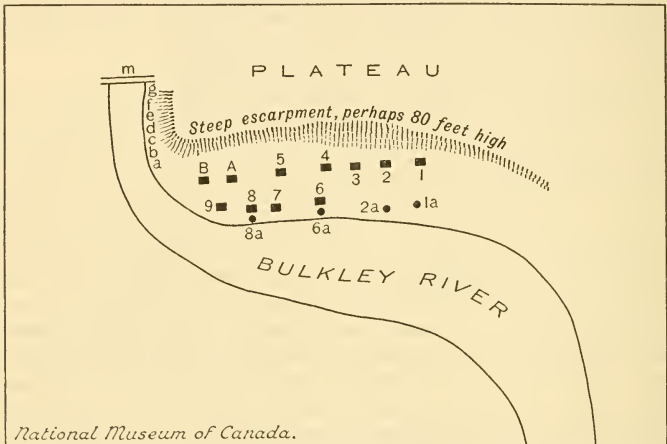 m
PLATEAU
g
f
e
d
c
b
a
Steep escarpment, perhaps 80 feet high
B A 5 4 3 2 1
9 8 7 6 2a 1a
8a 6a
BULKLEY RIVER
National Museum of Canada.